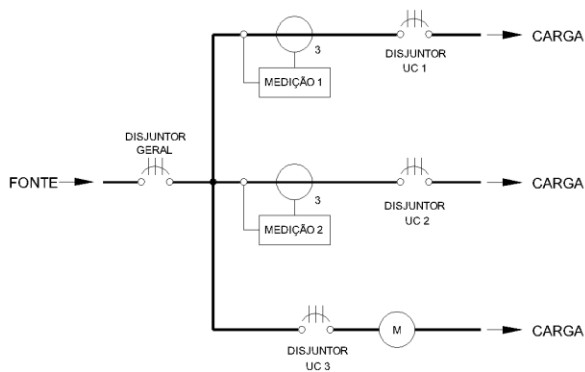 CARGA
3
DISJUNTOR
UC 1
MEDIÇÃO 1
DISJUNTOR
GERAL
FONTE
CARGA
3
DISJUNTOR
UC 2
MEDIÇÃO 2
M
CARGA
DISJUNTOR
UC 3